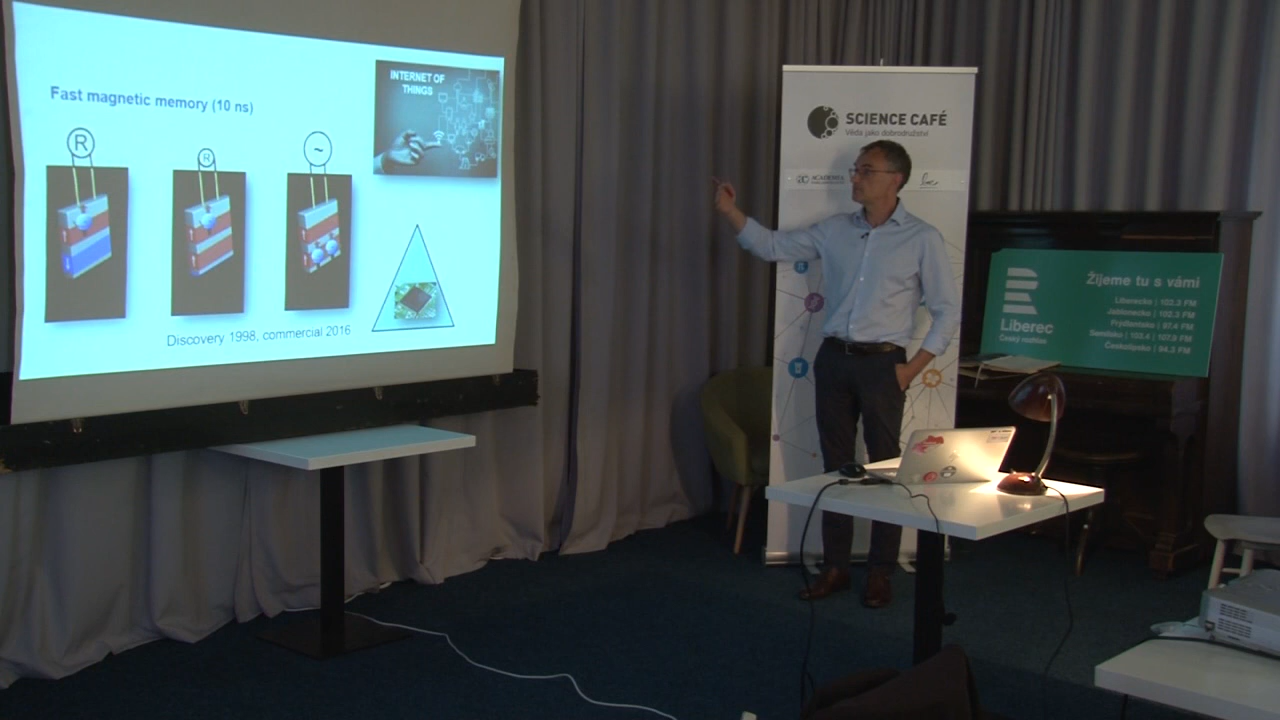 Fast magnetic memory (10 ns)
INTERNET OF
THINGS
R
R
~
Discovery 1998, commercial 2016
SCIENCE CAFÉ
Věda jako dobrodružství
ACADEMIA
Žijeme tu s vámi
Liberecko | 102.3 FM
Jablonecko | 102.3 FM
Frýdlantsko | 97.4 FM
Semilsko | 103.4 | 107.9 FM
Českolipsko | 94.3 FM
Liberec
Český rozhlas